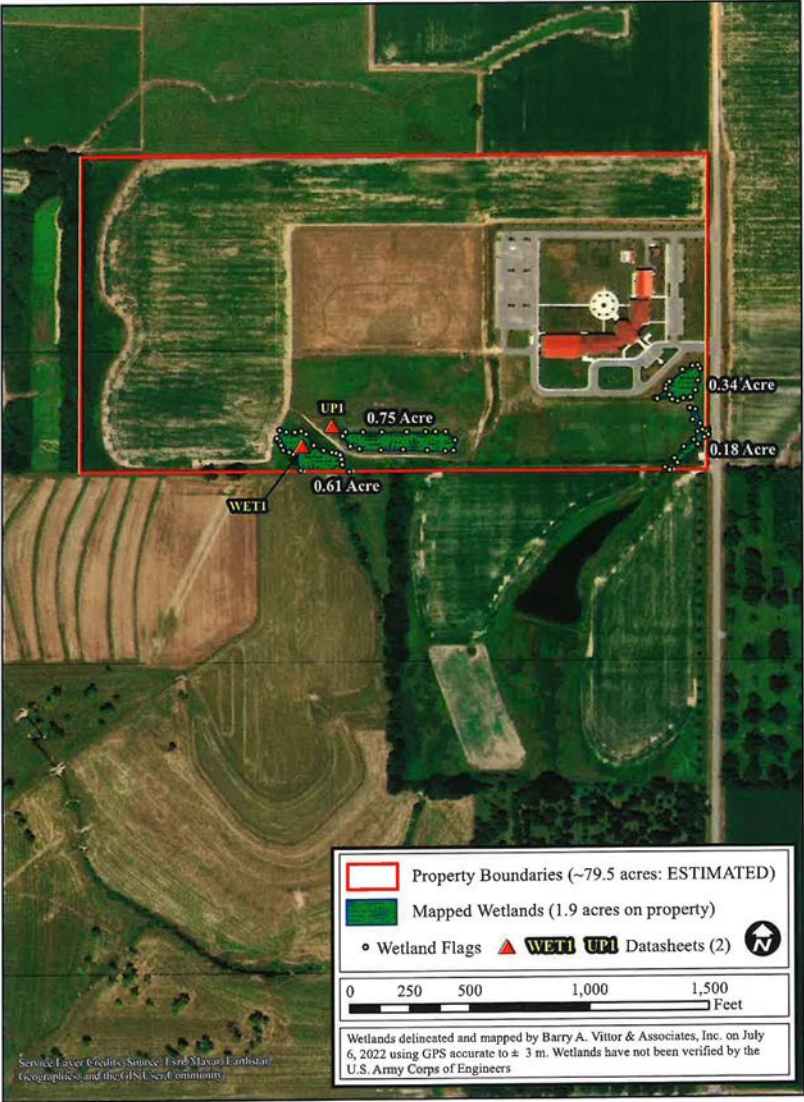 UP1
0.75 Acre
0.34 Acre
0.18 Acre
WET1
0.61 Acre
Property Boundaries (~79.5 acres: ESTIMATED)
Mapped Wetlands (1.9 acres on property)
Wetland Flags WET1 UP1 Datasheets (2) N
0 250 500 1,000 1,500
Feet
Wetlands delineated and mapped by Barry A. Vittor & Associates, Inc. on July
6, 2022 using GPS accurate to ± 3 m. Wetlands have not been verified by the
U.S. Army Corps of Engineers
Service Layer Credits: Source: Esri, Maxar, Earthstar
Geographics, and the GIS User Community